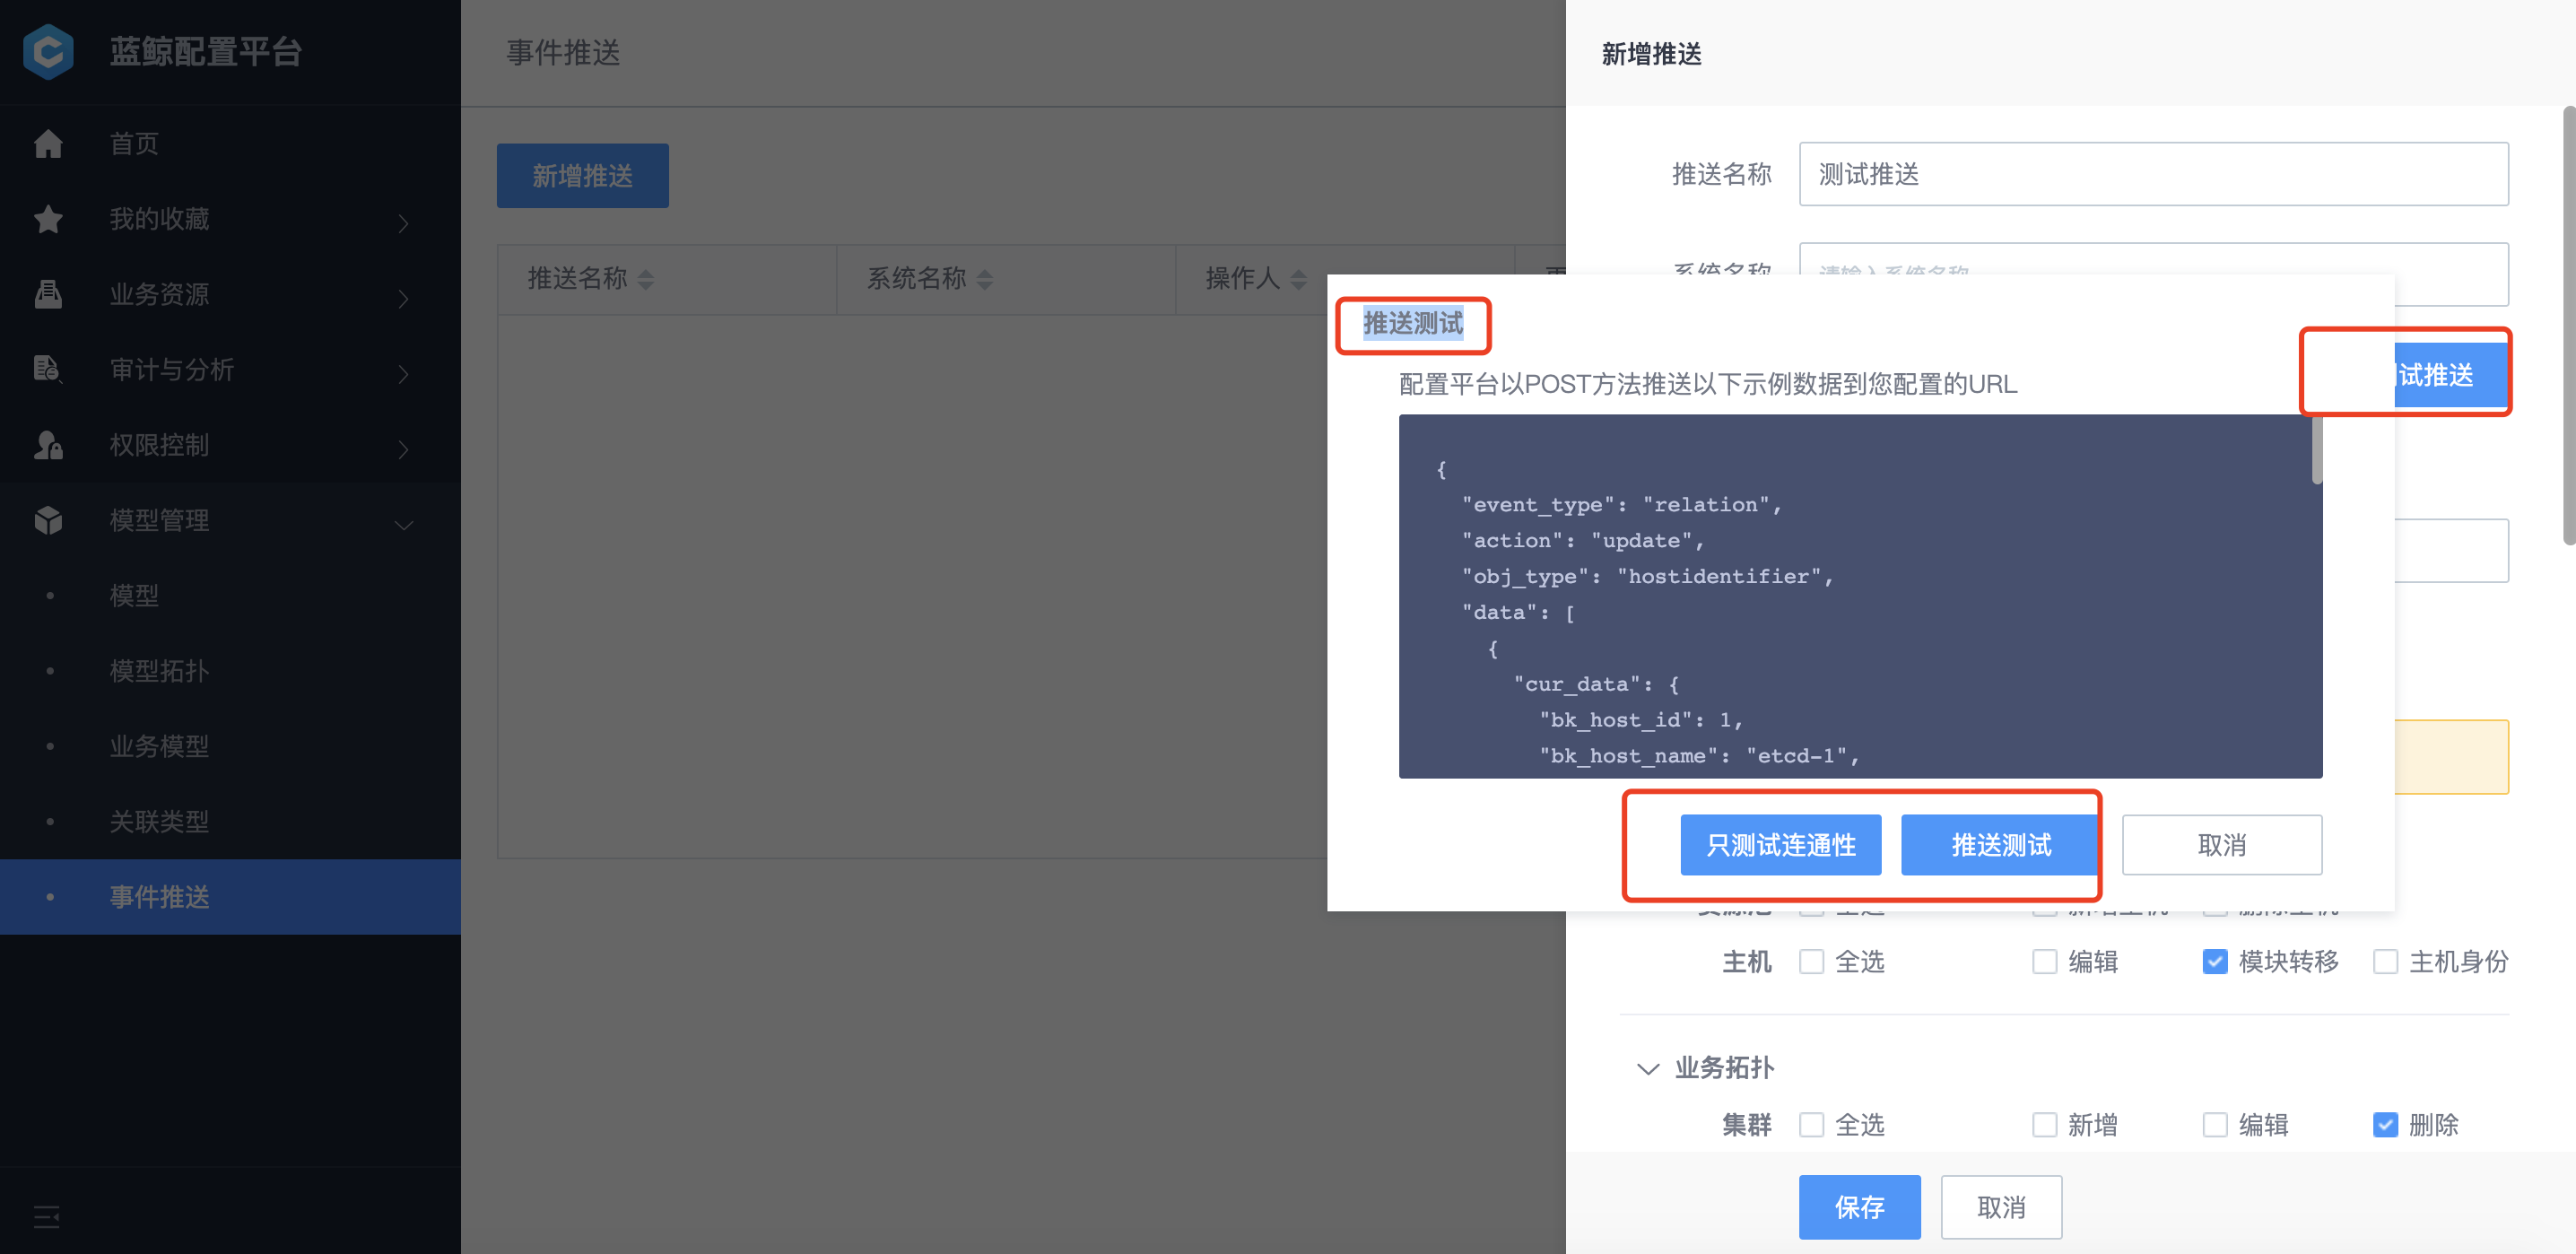 蓝鲸配置平台
首页
我的收藏
业务资源
审计与分析
权限控制
模型管理
模型
模型拓扑
业务模型
关联类型
事件推送
事件推送
新增推送
推送名称
系统名称
操作人
新增推送
推送名称
测试推送
系统名称
请输入系统名称
试推送
推送测试
配置平台以POST方法推送以下示例数据到您配置的URL
{
"event_type": "relation",
"action": "update",
"obj_type": "hostidentifier",
"data": [
{
"cur_data": {
"bk_host_id": 1,
"bk_host_name": "etcd-1",
只测试连通性
推送测试
取消
主机
全选
编辑
模块转移
主机身份
业务拓扑
集群
全选
新增
编辑
删除
保存
取消